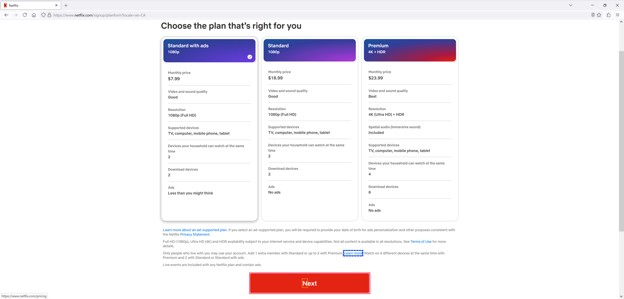 Netflix
https://www.netflix.com/signup/planform?locale=en-CA
Choose the plan that's right for you
Standard with ads
1080p
Monthly price
$7.99
Video and sound quality
Good
Resolution
1080p (Full HD)
Supported devices
TV, computer, mobile phone, tablet
Devices your household can watch at the same
time
2
Download devices
2
Ads
Less than you might think
Standard
1080p
Monthly price
$18.99
Video and sound quality
Good
Resolution
1080p (Full HD)
Supported devices
TV, computer, mobile phone, tablet
Devices your household can watch at the same
time
2
Download devices
2
Ads
No ads
Premium
4K + HDR
Monthly price
$23.99
Video and sound quality
Best
Resolution
4K (Ultra HD) + HDR
Spatial audio (immersive sound)
Included
Supported devices
TV, computer, mobile phone, tablet
Devices your household can watch at the same
time
4
Download devices
6
Ads
No ads
Learn more about an ad-supported plan. If you select an ad-supported plan, you will be required to provide your date of birth for ads personalization and other purposes consistent with
the Netflix Privacy Statement.
Full HD (1080p), Ultra HD (4K) and HDR availability subject to your internet service and device capabilities. Not all content is available in all resolutions. See Terms of Use for more
details.
Only people who live with you may use your account. Add 1 extra member with Standard or up to 2 with Premium. Learn more. Watch on 4 different devices at the same time with
Premium and 2 with Standard or Standard with ads.
Live events are included with any Netflix plan and contain ads.
Next
https://www.netflix.com/pricing